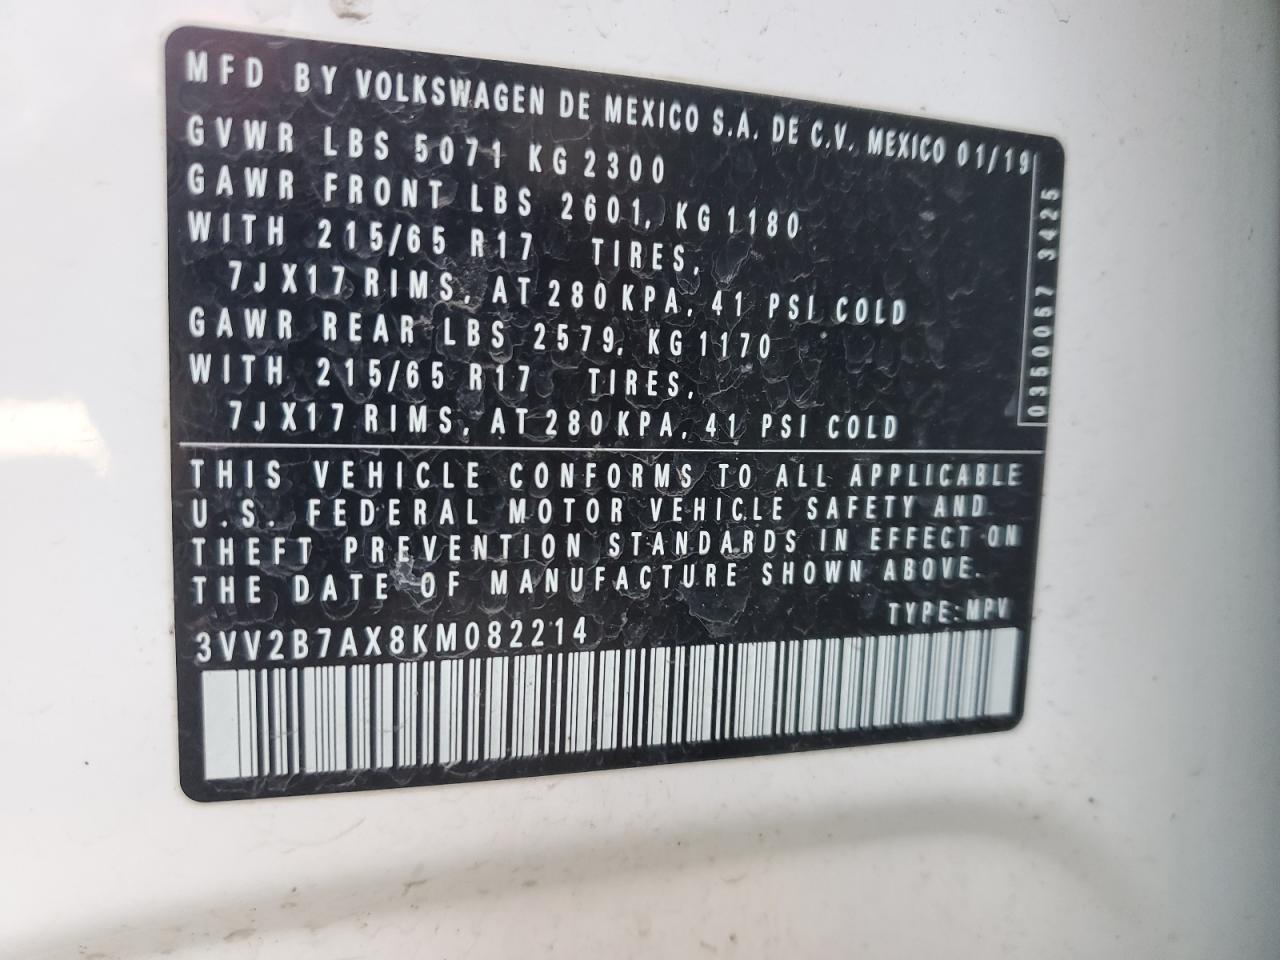 MFD BY VOLKSWAGEN DE MEXICO S.A. DE C.V. MEXICO 01/19
GVWR LBS 5071 KG 2300
GAWR FRONT LBS 2601, KG 1180
WITH 215/65 R17 TIRES,
7JX17 RIMS, AT 280 KPA, 41 PSI COLD
GAWR REAR LBS 2579, KG 1170
WITH 215/65 R17 TIRES,
7JX17 RIMS, AT 280 KPA, 41 PSI COLD
0350057 3425
THIS VEHICLE CONFORMS TO ALL APPLICABLE
U.S. FEDERAL MOTOR VEHICLE SAFETY AND
THEFT PREVENTION STANDARDS IN EFFECT ON
THE DATE OF MANUFACTURE SHOWN ABOVE.
TYPE:MPV
3VV2B7AX8KM082214